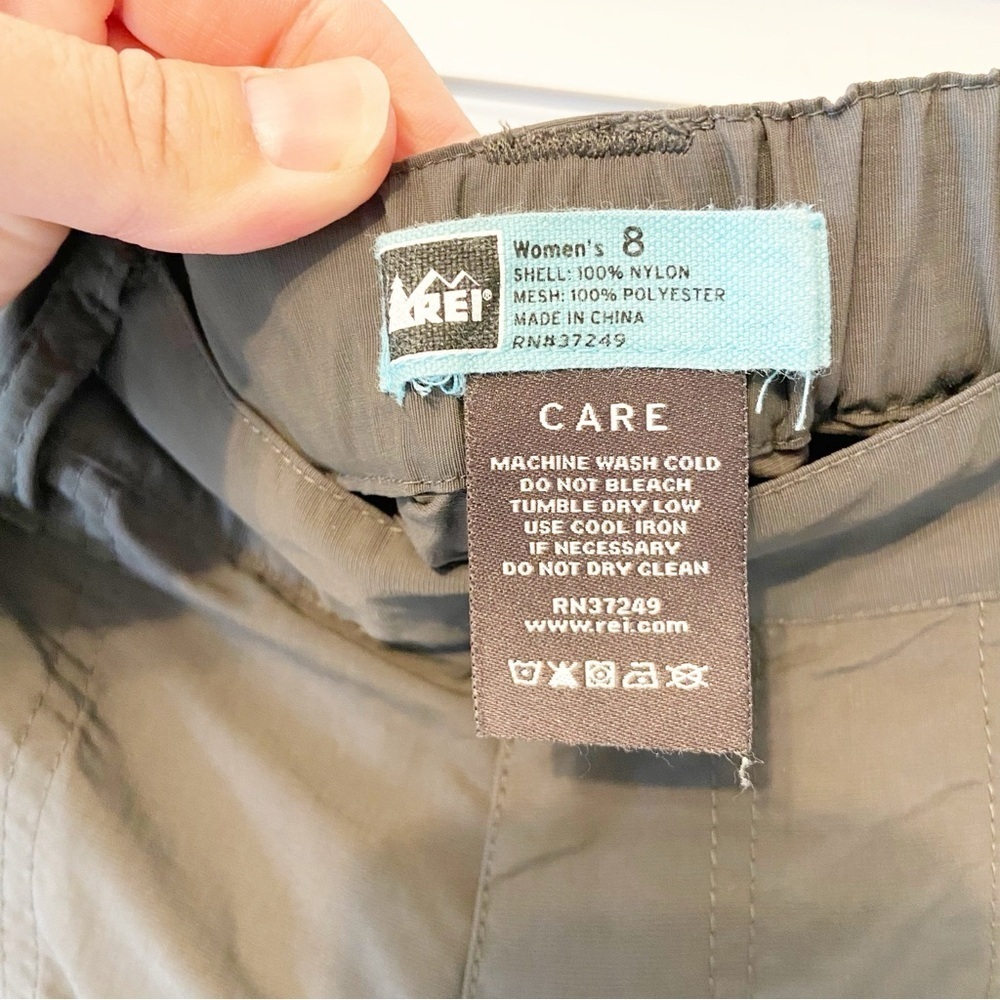 REI®
Women's 8
SHELL: 100% NYLON
MESH: 100% POLYESTER
MADE IN CHINA
RN#37249
CARE
MACHINE WASH COLD
DO NOT BLEACH
TUMBLE DRY LOW
USE COOL IRON
IF NECESSARY
DO NOT DRY CLEAN
RN37249
www.rei.com